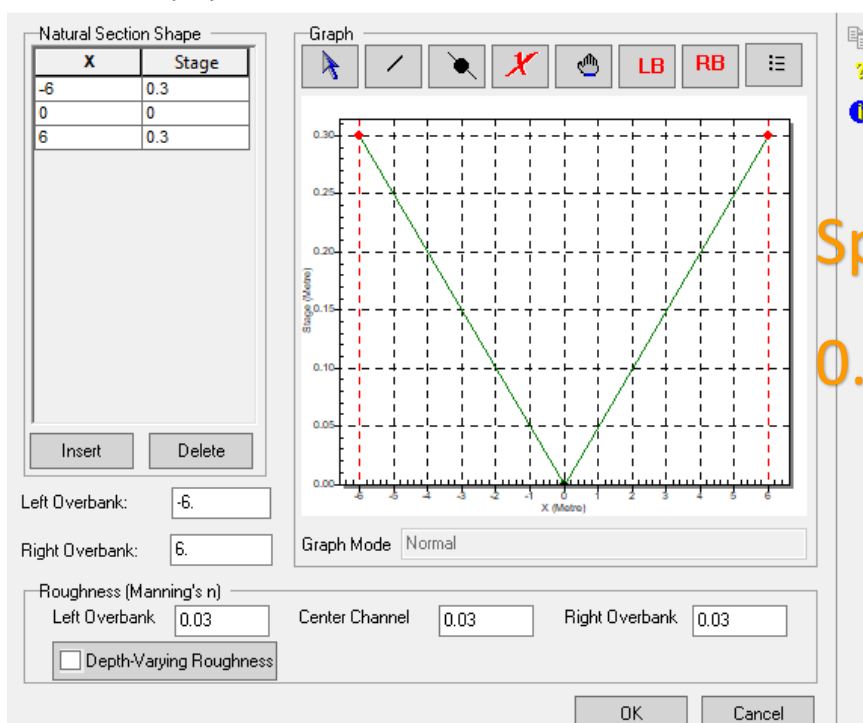 Natural Section Shape
X Stage
-6 0.3
0 0
6 0.3
Insert Delete
Left Overbank: -6.
Right Overbank: 6.
Graph
X LB RB
0.30
0.25
0.20
0.15
0.10
0.05
0.00
Stage (Metre)
-6 -5 -4 -3 -2 -1 0 1 2 3 4 5 6
X (Metre)
Graph Mode Normal
Sp
0.
Roughness (Manning's n)
Left Overbank 0.03 Center Channel 0.03 Right Overbank 0.03
Depth-Varying Roughness
OK Cancel